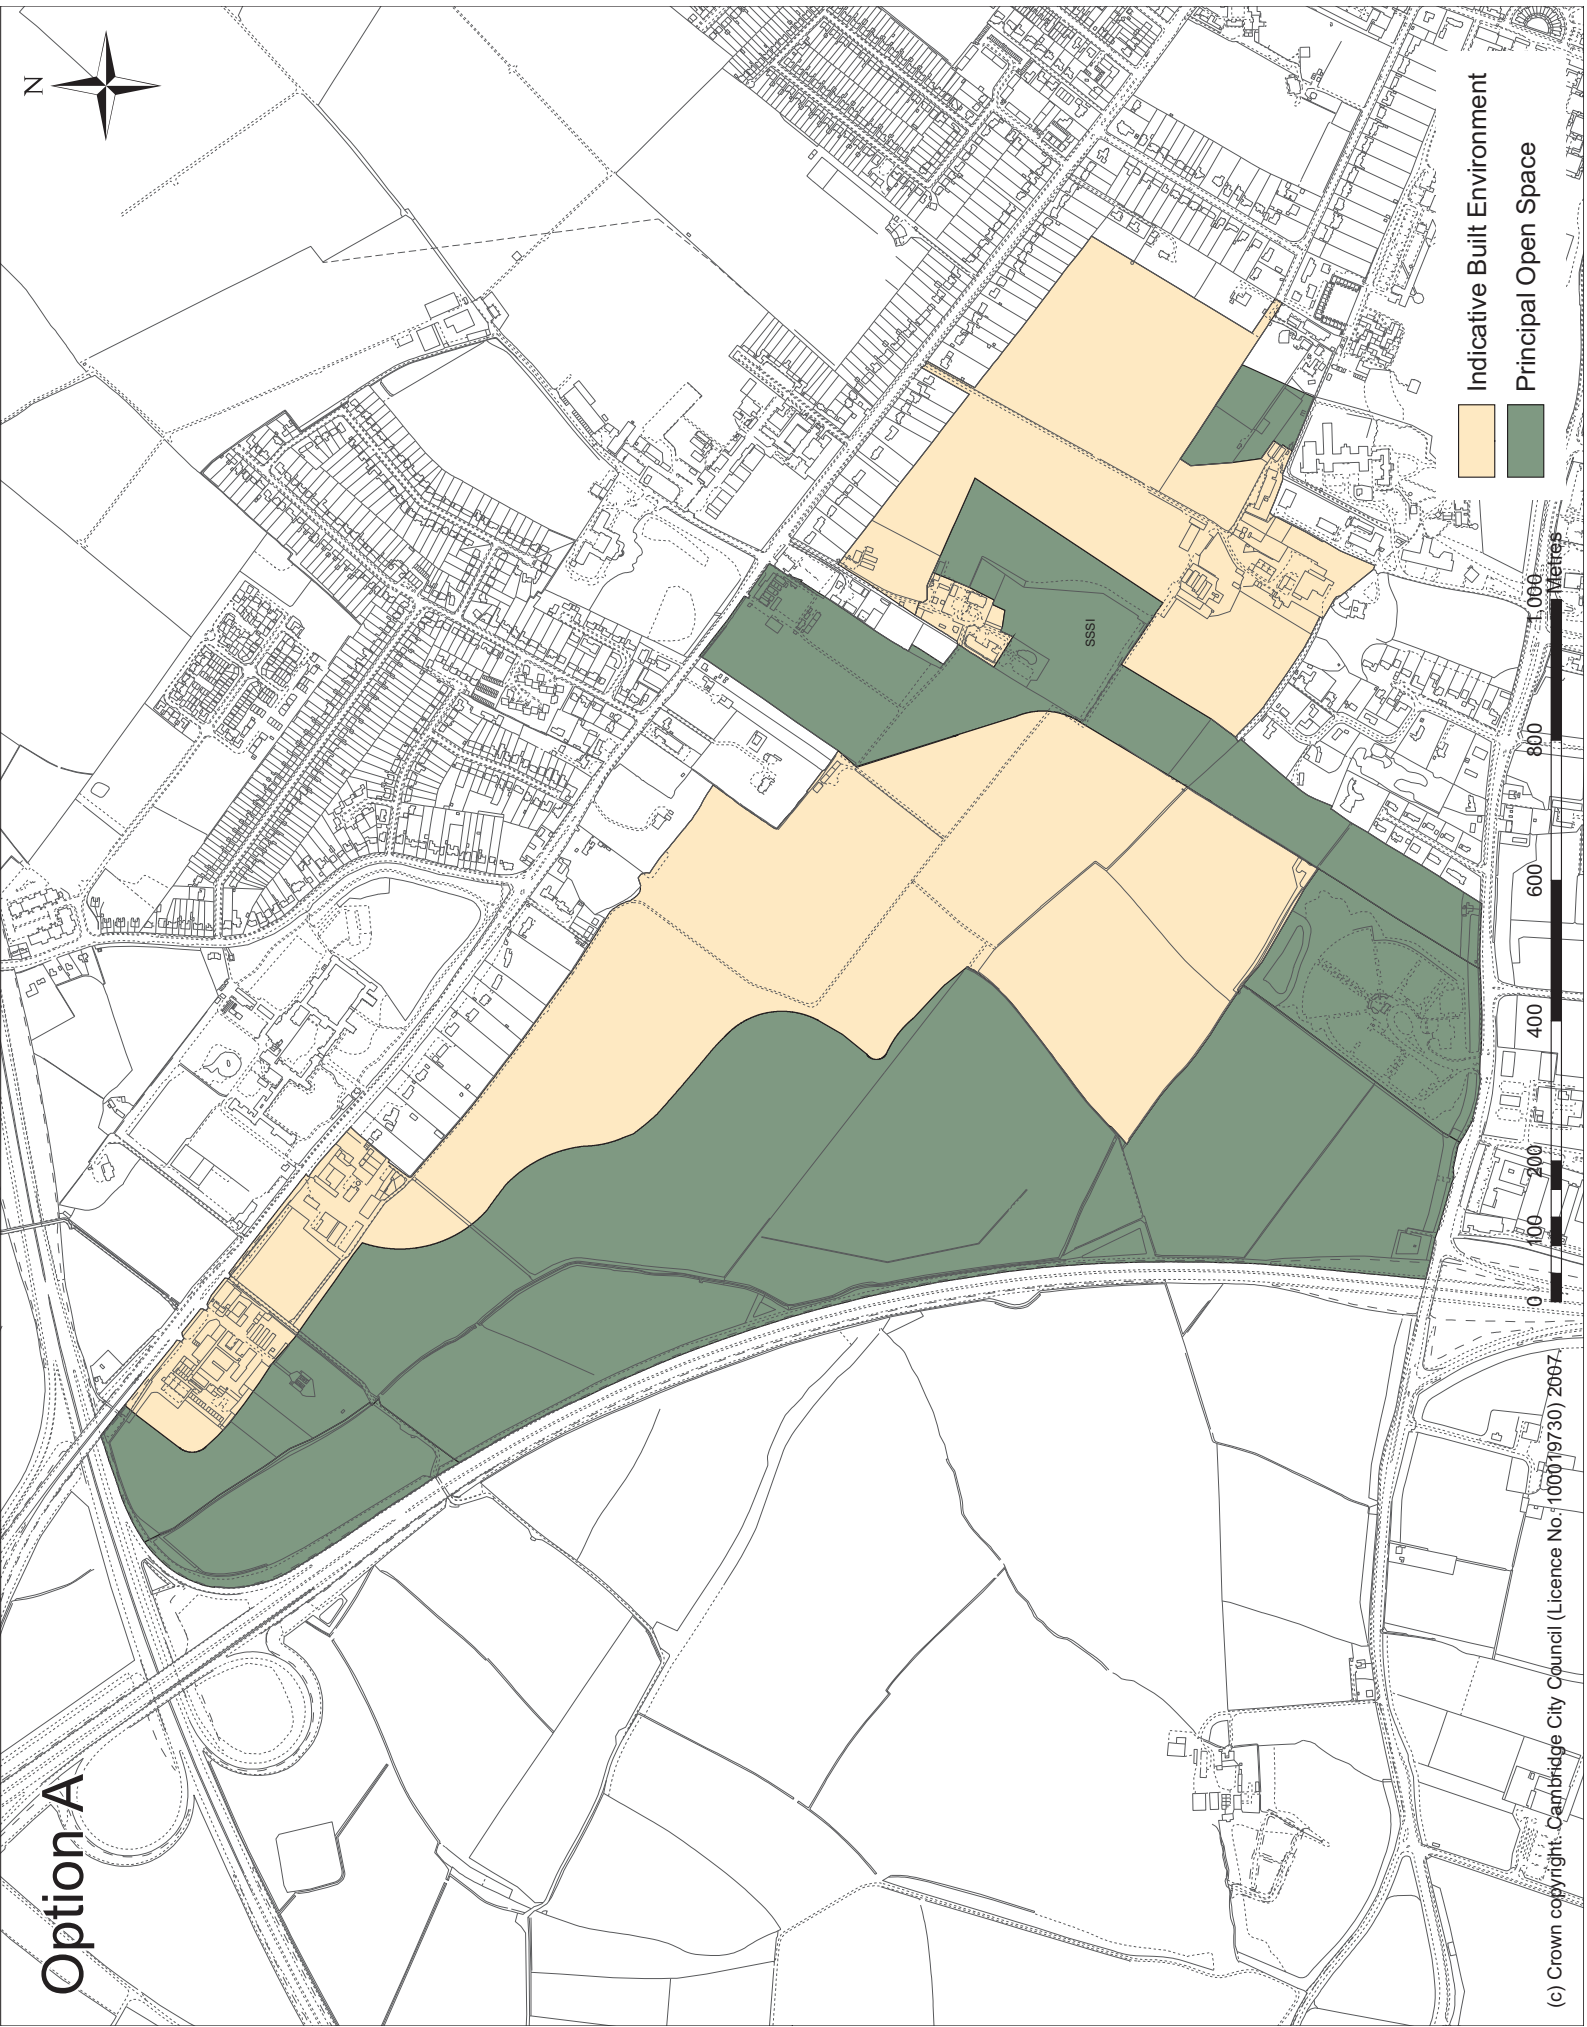 Option A
N
SSSI
Indicative Built Environment
Principal Open Space
0 100 200 400 600 800 1,000
Metres
(c) Crown copyright. Cambridge City Council (Licence No. 100019730) 2007.